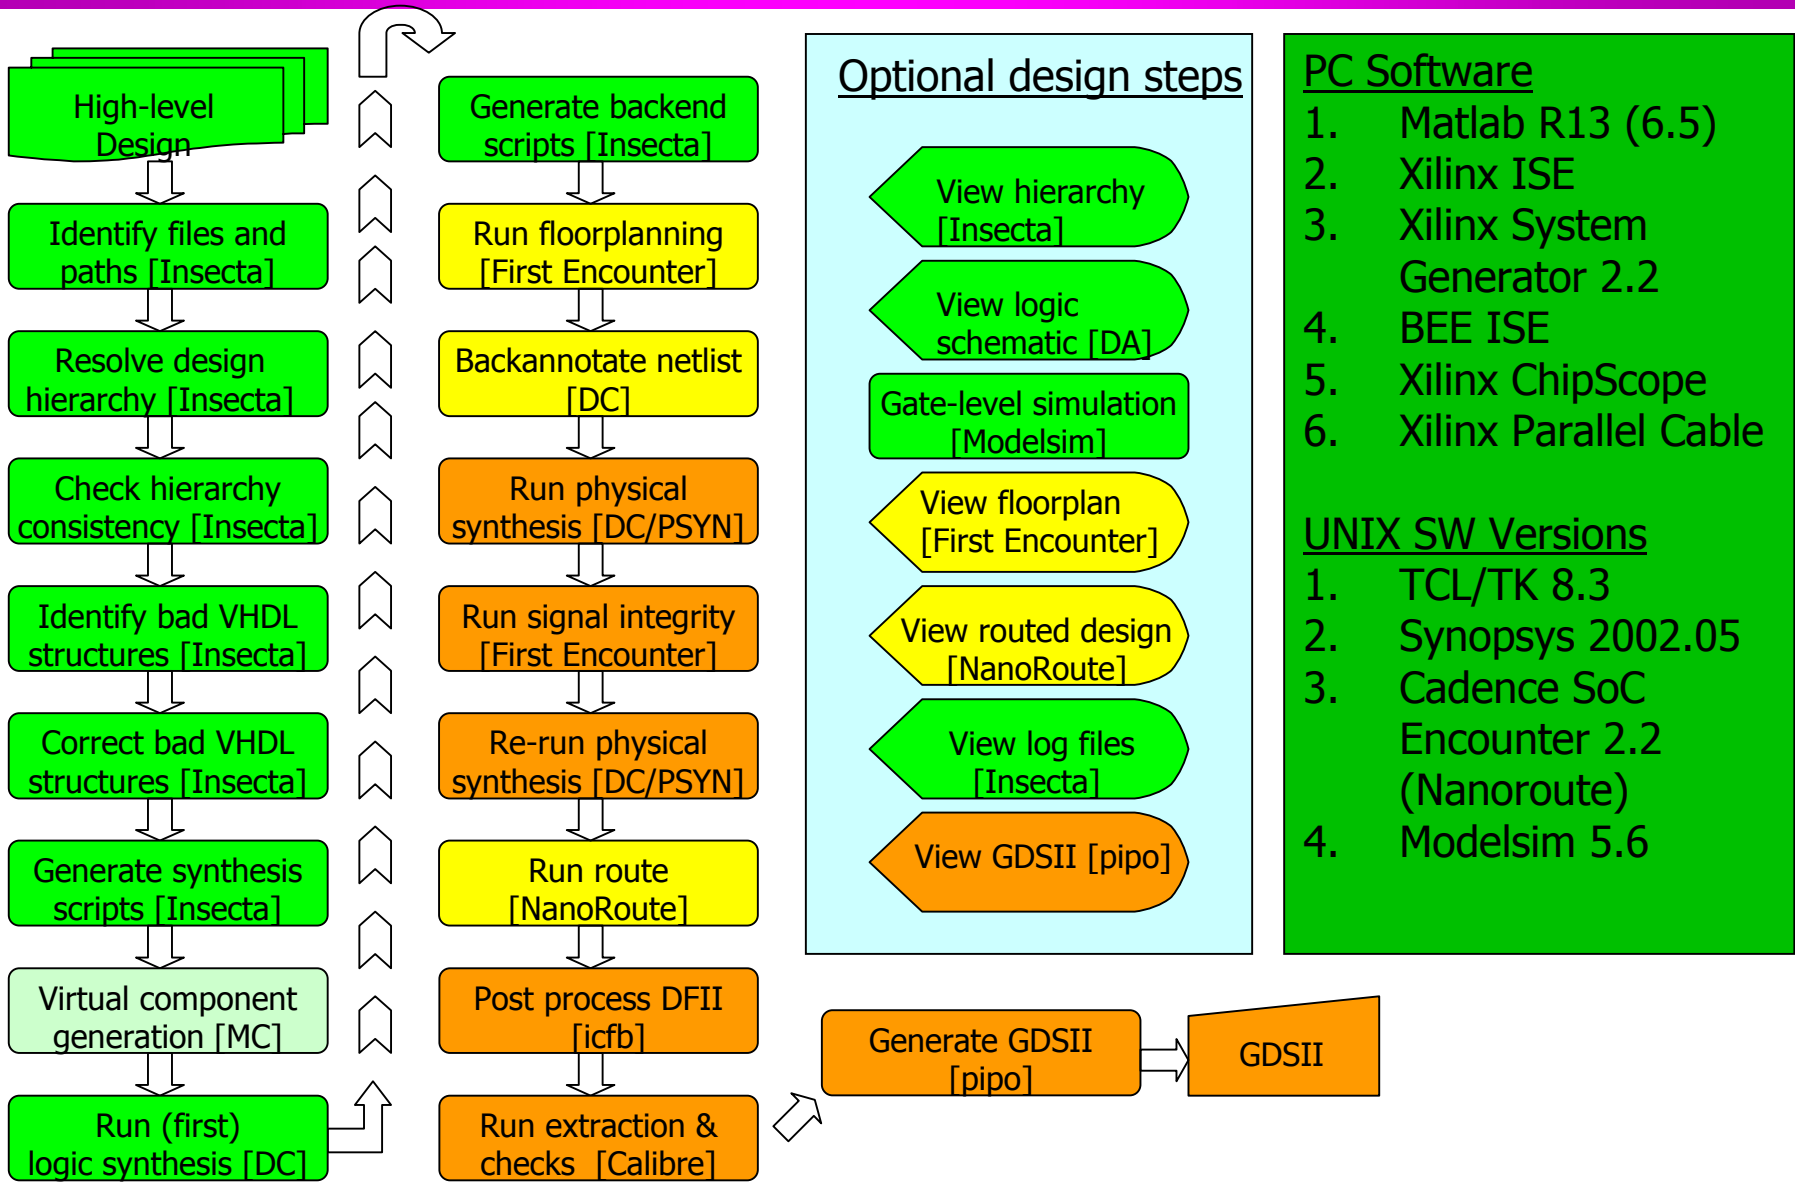 High-level
Design
Identify files and
paths [Insecta]
Resolve design
hierarchy [Insecta]
Check hierarchy
consistency [Insecta]
Identify bad VHDL
structures [Insecta]
Correct bad VHDL
structures [Insecta]
Generate synthesis
scripts [Insecta]
Virtual component
generation [MC]
Run (first)
logic synthesis [DC]
Generate backend
scripts [Insecta]
Run floorplanning
[First Encounter]
Backannotate netlist
[DC]
Run physical
synthesis [DC/PSYN]
Run signal integrity
[First Encounter]
Re-run physical
synthesis [DC/PSYN]
Run route
[NanoRoute]
Post process DFII
[icfb]
Run extraction &
checks [Calibre]
Generate GDSII
[pipo]
GDSII
Optional design steps
View hierarchy
[Insecta]
View logic
schematic [DA]
Gate-level simulation
[Modelsim]
View floorplan
[First Encounter]
View routed design
[NanoRoute]
View log files
[Insecta]
View GDSII [pipo]
PC Software
1. Matlab R13 (6.5)
2. Xilinx ISE
3. Xilinx System
Generator 2.2
4. BEE ISE
5. Xilinx ChipScope
6. Xilinx Parallel Cable
UNIX SW Versions
1. TCL/TK 8.3
2. Synopsys 2002.05
3. Cadence SoC
Encounter 2.2
(Nanoroute)
4. Modelsim 5.6